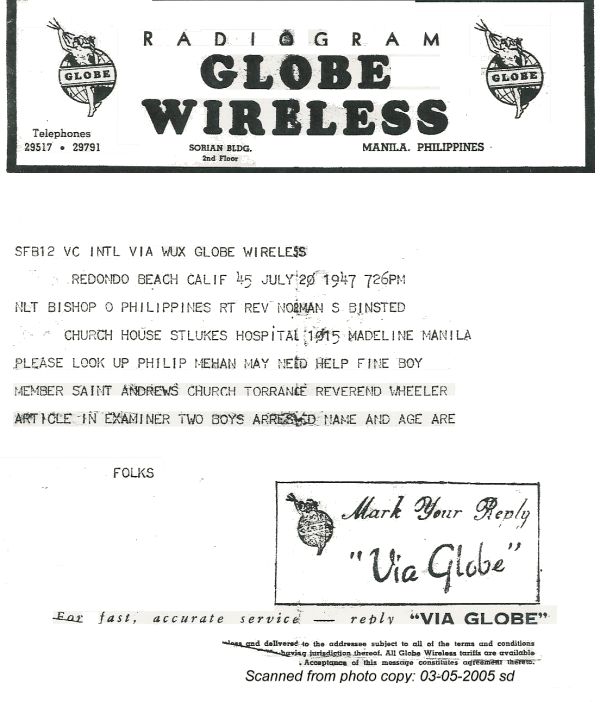 RADIOGRAM
GLOBE GLOBE GLOBE
WIRELESS
Telephones
29517 • 29791
SORIAN BLDG.
2nd Floor
MANILA. PHILIPPINES
SFB12 VC INTL VIA WUX GLOBE WIRELESS
REDONDO BEACH CALIF 45 JULY 20 1947 726PM
NLT BISHOP O PHILIPPINES RT REV NORMAN S BINSTED
CHURCH HOUSE STLUKES HOSPITAL 1015 MADELINE MANILA
PLEASE LOOK UP PHILIP MEHAN MAY NEED HELP FINE BOY
MEMBER SAINT ANDREWS CHURCH TORRANCE REVEREND WHEELER
ARTICLE IN EXAMINER TWO BOYS ARRESTED NAME AND AGE ARE
FOLKS
Mark Your Reply
"Via Globe"
For fast, accurate service — reply "VIA GLOBE"
and delivered to the addressee subject to all of the terms and conditions
having jurisdiction thereof. All Globe Wireless tariffs are available
. Acceptance of this message constitutes agreement thereto.
Scanned from photo copy: 03-05-2005 sd